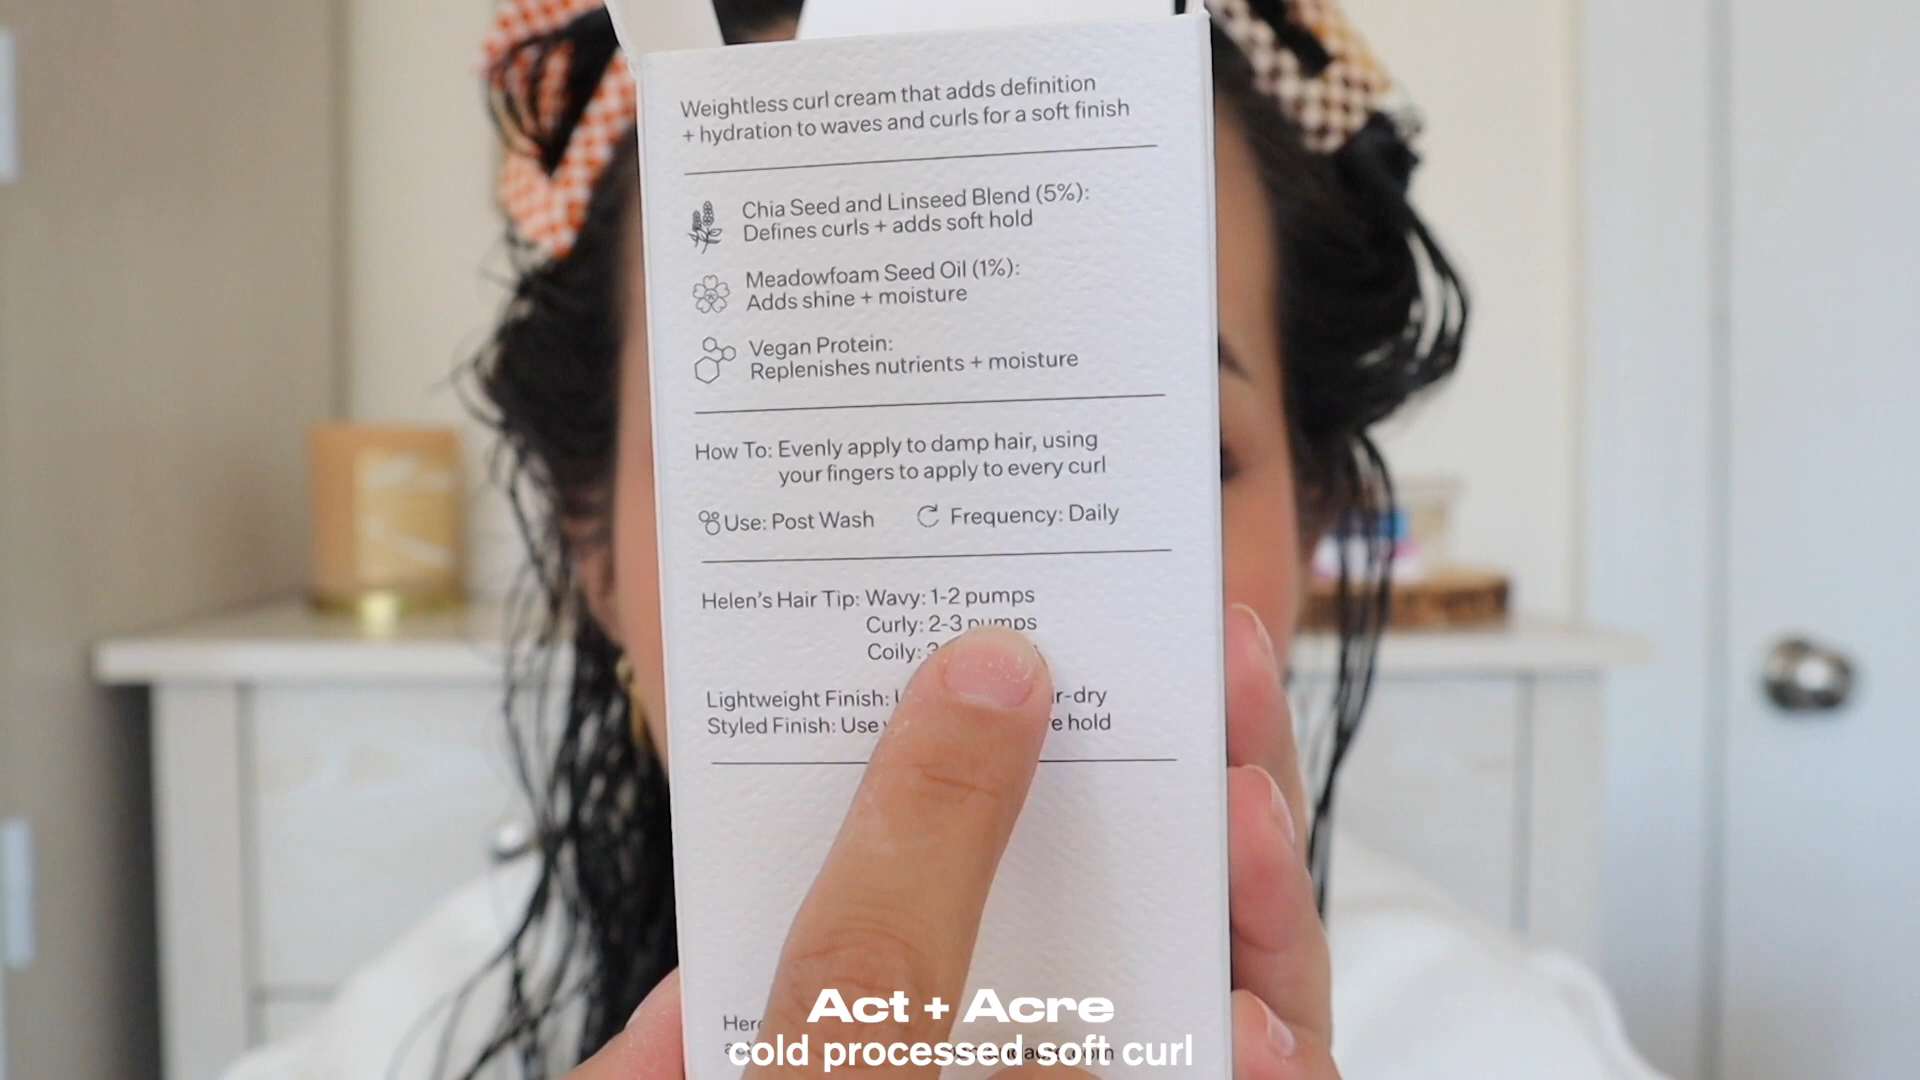 Weightless curl cream that adds definition
+ hydration to waves and curls for a soft finish
Chia Seed and Linseed Blend (5%):
Defines curls + adds soft hold
Meadowfoam Seed Oil (1%):
Adds shine + moisture
Vegan Protein:
Replenishes nutrients + moisture
How To: Evenly apply to damp hair, using
your fingers to apply to every curl
Use: Post Wash Frequency: Daily
Helen's Hair Tip: Wavy: 1-2 pumps
Curly: 2-3 pumps
Coily:
Lightweight Finish:
Styled Finish: Use hold
Act + Acre
cold processed soft curl